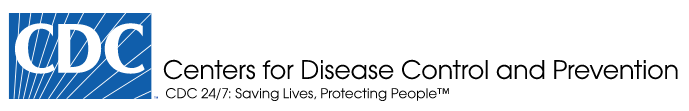 CDC
Centers for Disease Control and Prevention
CDC 24/7: Saving Lives, Protecting People™